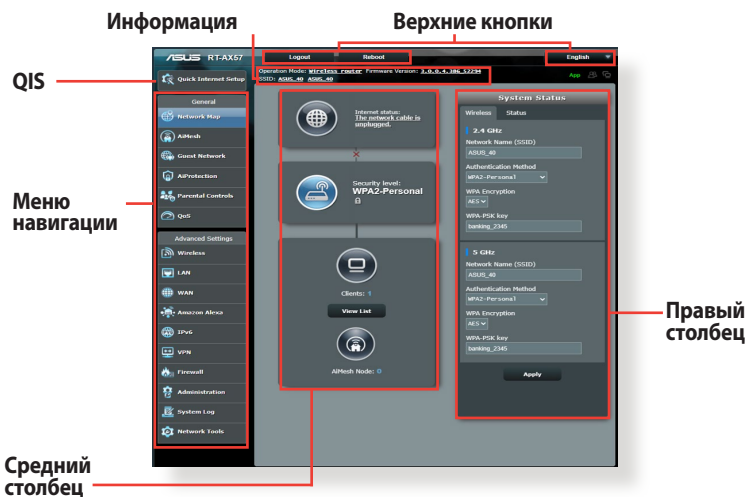 Информация
Верхние кнопки
QIS
Меню
навигации
Средний
столбец
Правый
столбец
ASUS RT-AX57
Logout
Reboot
English
Quick Internet Setup
Operation Mode: Wireless router Firmware Version: 3.0.0.4.386_52294
SSID: ASUS_40 ASUS_40
App
General
Network Map
AiMesh
Guest Network
AiProtection
Parental Controls
QoS
Advanced Settings
Wireless
LAN
WAN
Amazon Alexa
IPv6
VPN
Firewall
Administration
System Log
Network Tools
Internet status:
The network cable is
unplugged.
Security level:
WPA2-Personal
Clients: 4
View List
AiMesh Node: 0
System Status
Wireless
Status
2.4 GHz
Network Name (SSID)
ASUS_40
Authentication Method
WPA2-Personal
WPA Encryption
AES
WPA-PSK key
banking_2345
5 GHz
Network Name (SSID)
ASUS_40
Authentication Method
WPA2-Personal
WPA Encryption
AES
WPA-PSK key
banking_2345
Apply